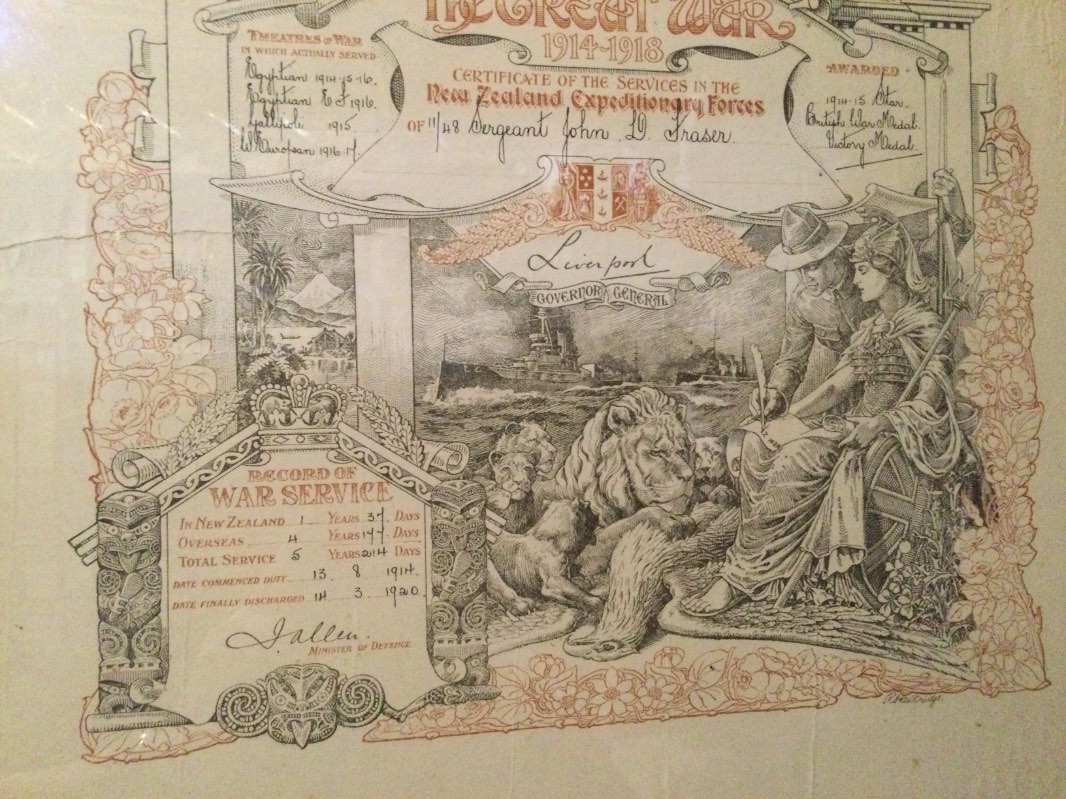 The Great War
1914-1918
Certificate of the Services in the
New Zealand Expeditionary Forces
of 11/48 Sergeant John D. Fraser.
Theatres of War
in which actually served
Egyptian 1914-15-16.
Egyptian E F 1916.
Gallipoli 1915
W European 1916-17
Awarded
1914-15 Star.
British War Medal.
Victory Medal
Liverpool
Governor General
Record of
War Service
In New Zealand 1 Years 37 Days
Overseas 4 Years 177 Days
Total Service 5 Years 214 Days
Date commenced duty 13. 8 1914.
Date finally discharged 14 3 1920.
J Allen.
Minister of Defence